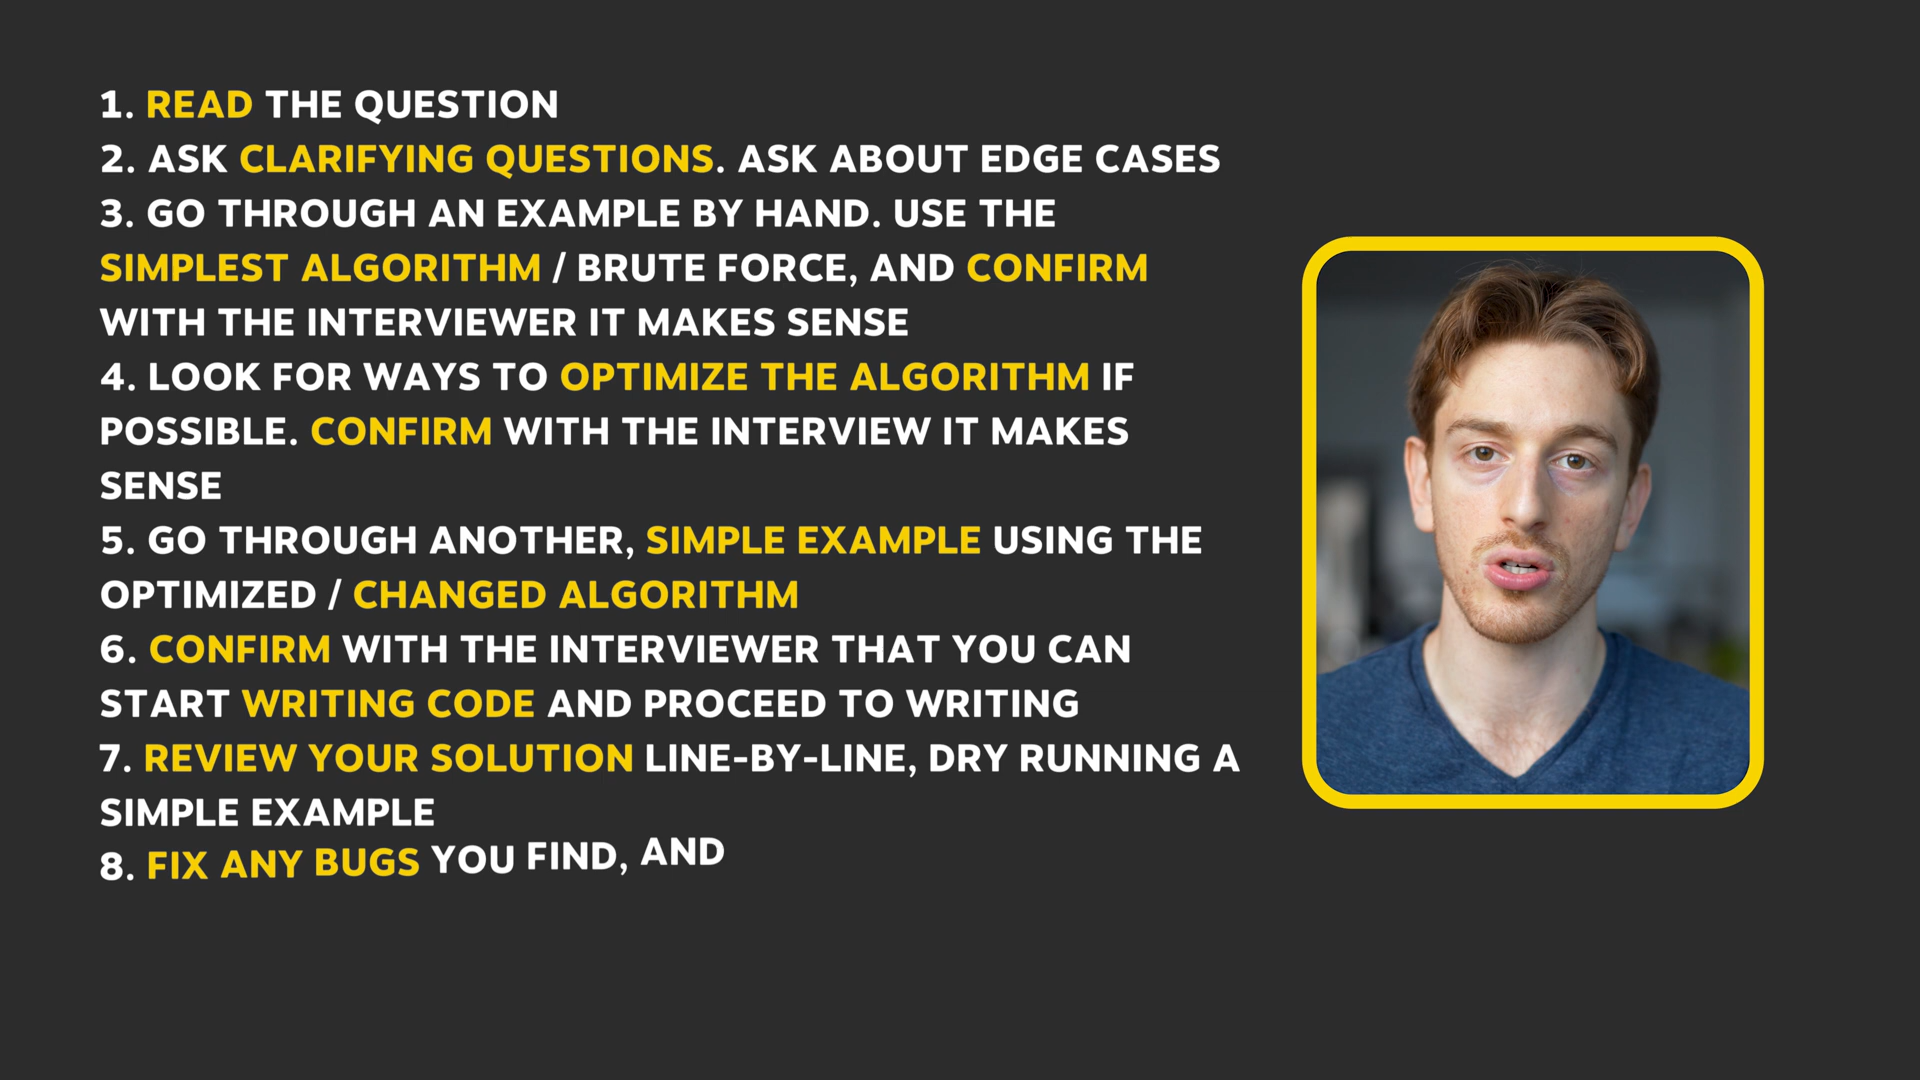 1. READ THE QUESTION
2. ASK CLARIFYING QUESTIONS. ASK ABOUT EDGE CASES
3. GO THROUGH AN EXAMPLE BY HAND. USE THE
SIMPLEST ALGORITHM / BRUTE FORCE, AND CONFIRM
WITH THE INTERVIEWER IT MAKES SENSE
4. LOOK FOR WAYS TO OPTIMIZE THE ALGORITHM IF
POSSIBLE. CONFIRM WITH THE INTERVIEW IT MAKES
SENSE
5. GO THROUGH ANOTHER, SIMPLE EXAMPLE USING THE
OPTIMIZED / CHANGED ALGORITHM
6. CONFIRM WITH THE INTERVIEWER THAT YOU CAN
START WRITING CODE AND PROCEED TO WRITING
7. REVIEW YOUR SOLUTION LINE-BY-LINE, DRY RUNNING A
SIMPLE EXAMPLE
8. FIX ANY BUGS YOU FIND, AND